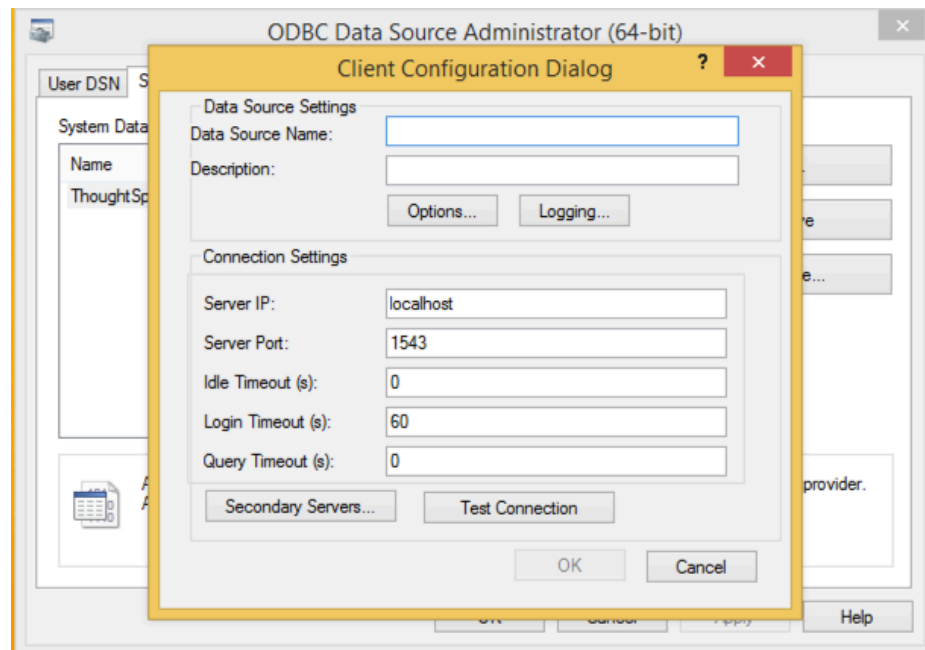 ODBC Data Source Administrator (64-bit)
Client Configuration Dialog
?
User DSN
Data Source Settings
System Data
Data Source Name:
Name
Description:
ThoughtSp
Options...
Logging...
Connection Settings
Server IP:
localhost
Server Port:
1543
Idle Timeout (s):
0
Login Timeout (s):
60
Query Timeout (s):
0
provider.
Secondary Servers...
Test Connection
OK
Cancel
Help